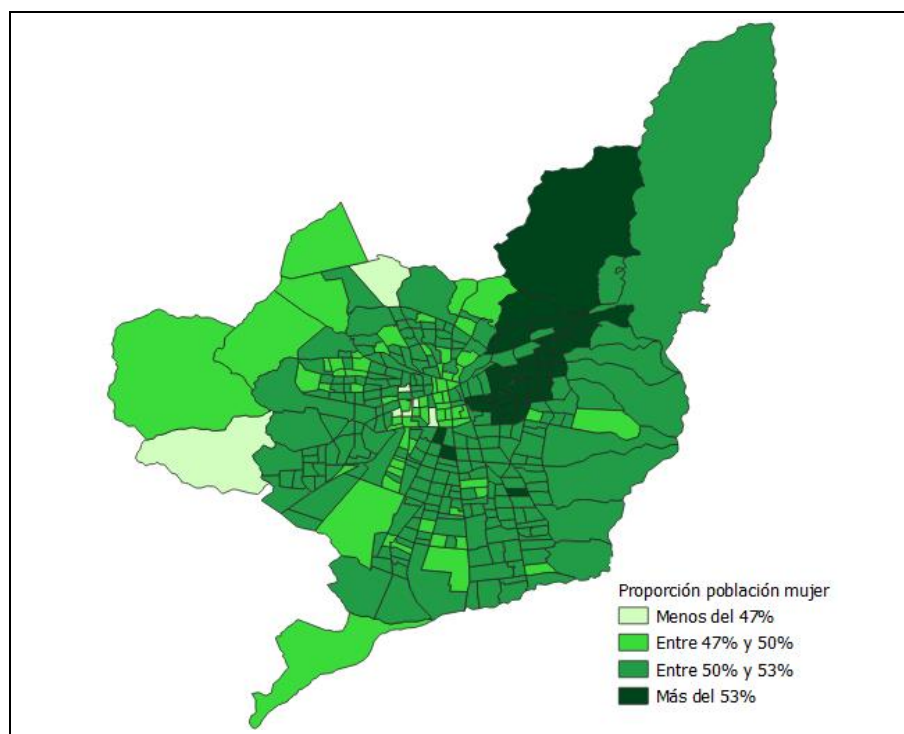 Proporción población mujer
Menos del 47%
Entre 47% y 50%
Entre 50% y 53%
Más del 53%